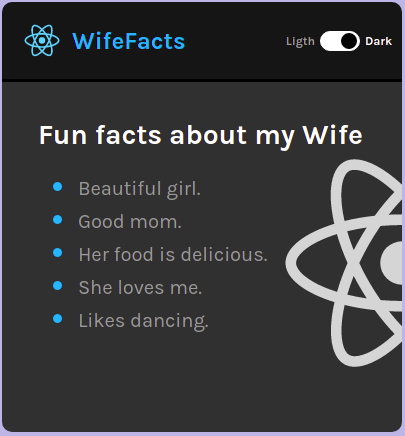 WifeFacts
Ligth Dark
Fun facts about my Wife
Beautiful girl.
Good mom.
Her food is delicious.
She loves me.
Likes dancing.